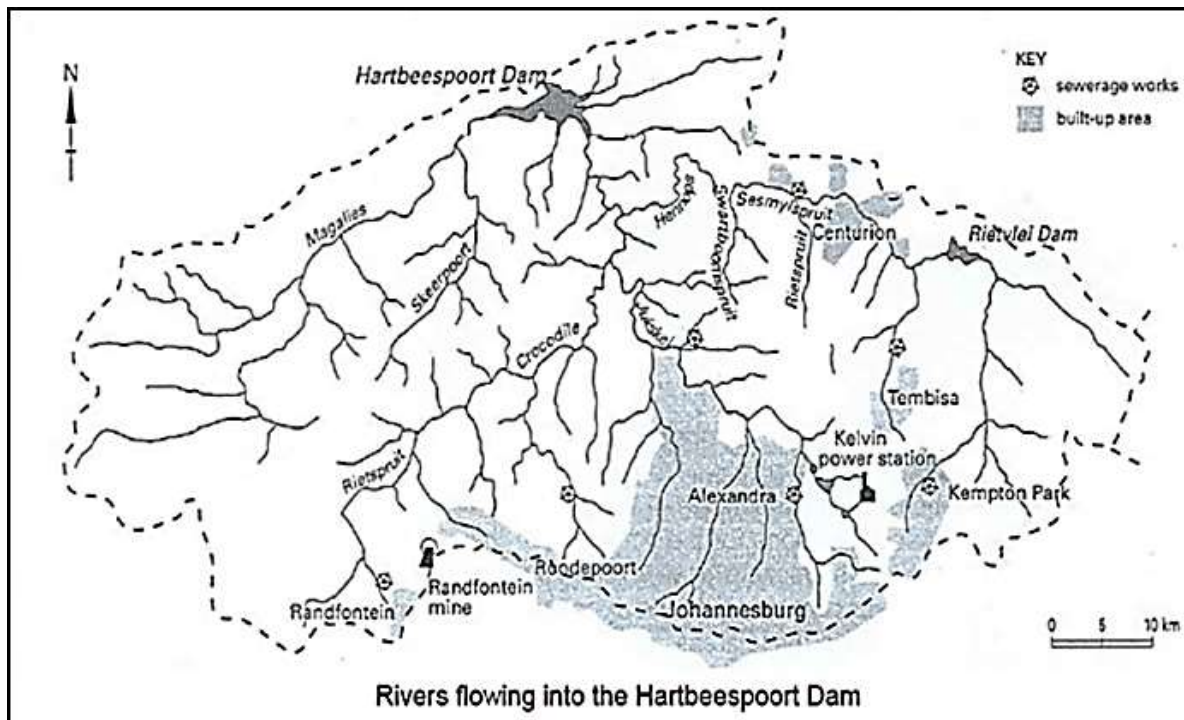 N
Hartbeespoort Dam
KEY
sewerage works
built-up area
Magalies
Skeerpoort
Hennops
Swartbooispruit
Sesmylspruit
Rietspruit
Centurion
Rietvlei Dam
Crocodile
Jukskei
Tembisa
Kelvin
power station
Kempton Park
Rietspruit
Alexandra
Roodepoort
Randfontein
Randfontein
mine
Johannesburg
0 5 10 km
Rivers flowing into the Hartbeespoort Dam